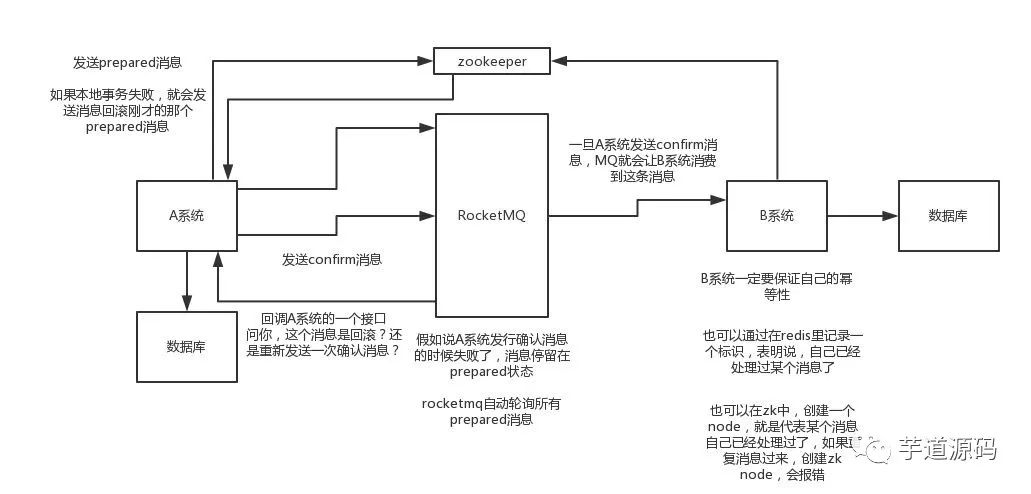 发送prepared消息
如果本地事务失败，就会发
送消息回滚刚才的那个
prepared消息
zookeeper
一旦A系统发送confirm消
息，MQ就会让B系统消费
到这条消息
A系统
RocketMQ
B系统
数据库
发送confirm消息
B系统一定要保证自己的幂
等性
数据库
回调A系统的一个接口
问你，这个消息是回滚？还
是重新发送一次确认消息？
假如说A系统发行确认消息
的时候失败了，消息停留在
prepared状态
rocketmq自动轮询所有
prepared消息
也可以通过在redis里记录一
个标识，表明说，自己已经
处理过某个消息了
也可以在zk中，创建一个
node，就是代表某个消息
自己已经处理过了，如果
复消息过来，创建zk
node，会报错
芋道源码